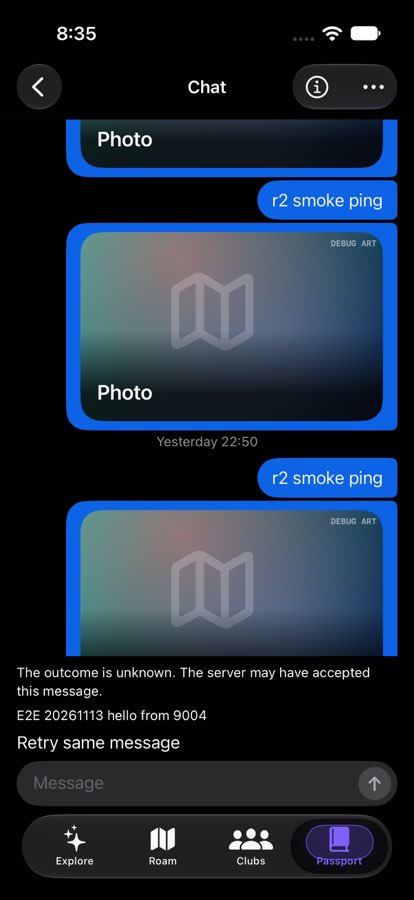 8:35
Chat
Photo
r2 smoke ping
DEBUG ART
Photo
Yesterday 22:50
r2 smoke ping
DEBUG ART
The outcome is unknown. The server may have accepted
this message.
E2E 20261113 hello from 9004
Retry same message
Message
Explore
Roam
Clubs
Passport